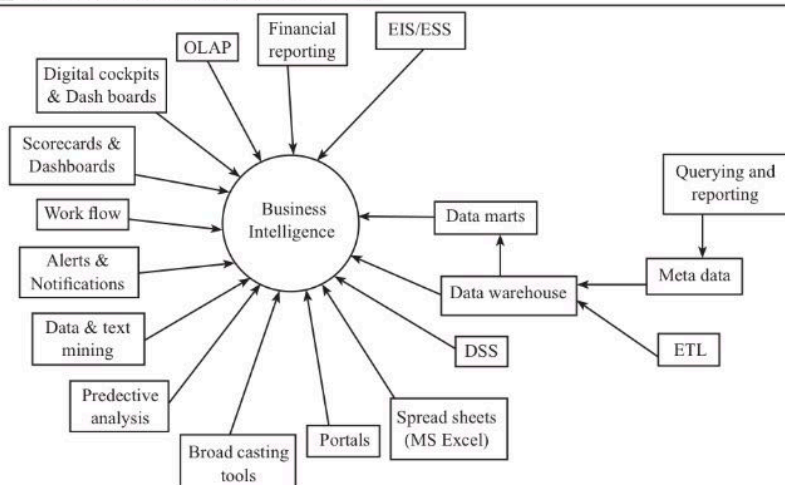 Financial
reporting
EIS/ESS
OLAP
Digital cockpits
& Dash boards
Scorecards &
Dashboards
Querying and
reporting
Business
Intelligence
Work flow
Data marts
Alerts &
Notifications
Meta data
Data warehouse
Data & text
mining
DSS
ETL
Predective
analysis
Spread sheets
(MS Excel)
Portals
Broad casting
tools